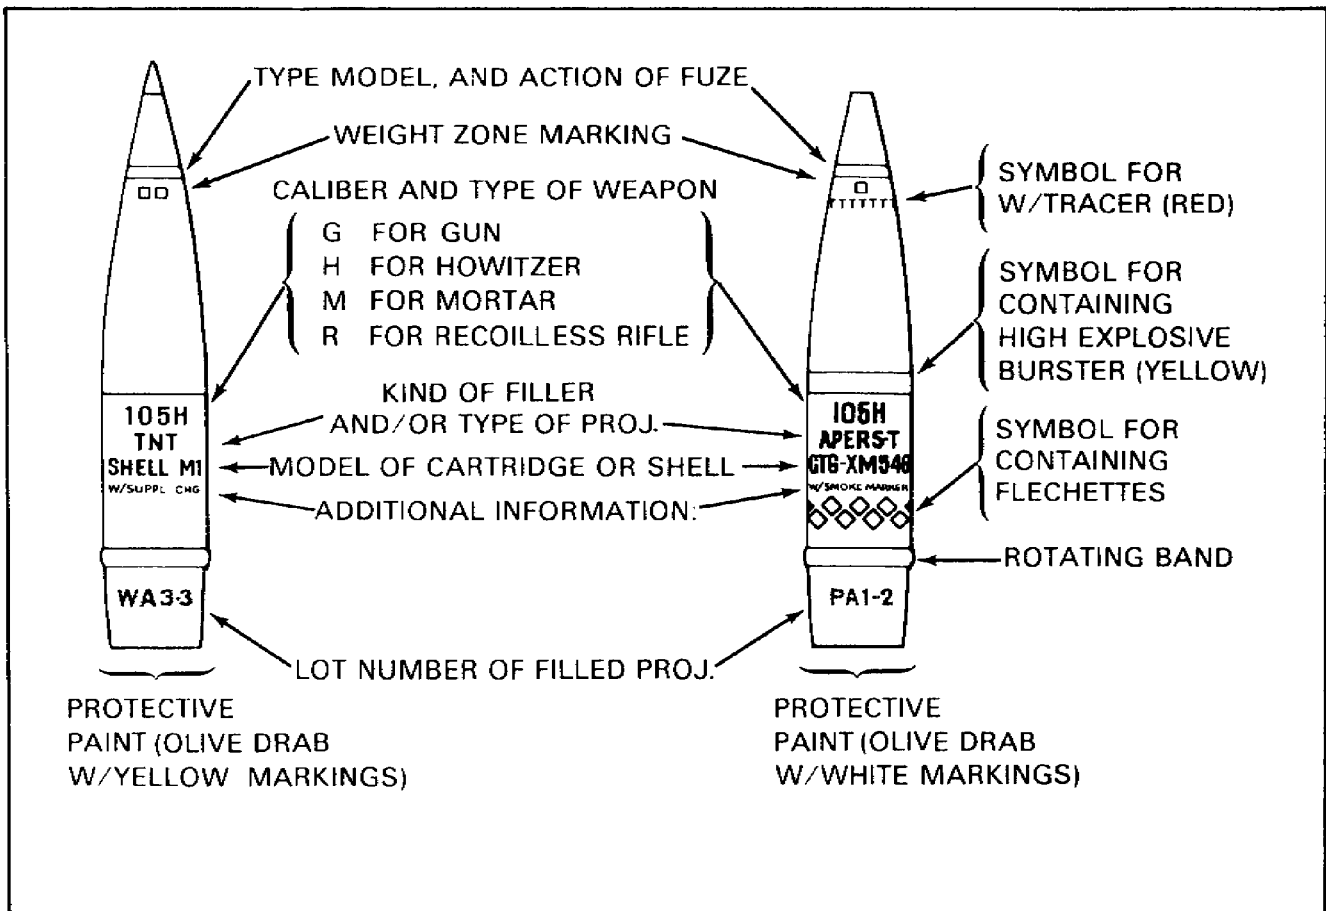 TYPE MODEL, AND ACTION OF FUZE
WEIGHT ZONE MARKING
CALIBER AND TYPE OF WEAPON
G FOR GUN
H FOR HOWITZER
M FOR MORTAR
R FOR RECOILLESS RIFLE
KIND OF FILLER
AND/OR TYPE OF PROJ.
MODEL OF CARTRIDGE OR SHELL
ADDITIONAL INFORMATION:
LOT NUMBER OF FILLED PROJ.
105H
TNT
SHELL M1
W/SUPPL CHG
WA3-3
PROTECTIVE
PAINT (OLIVE DRAB
W/YELLOW MARKINGS)
105H
APERS-T
CTG-XM546
W/SMOKE MARKER
PA1-2
PROTECTIVE
PAINT (OLIVE DRAB
W/WHITE MARKINGS)
SYMBOL FOR
W/TRACER (RED)
SYMBOL FOR
CONTAINING
HIGH EXPLOSIVE
BURSTER (YELLOW)
SYMBOL FOR
CONTAINING
FLECHETTES
ROTATING BAND